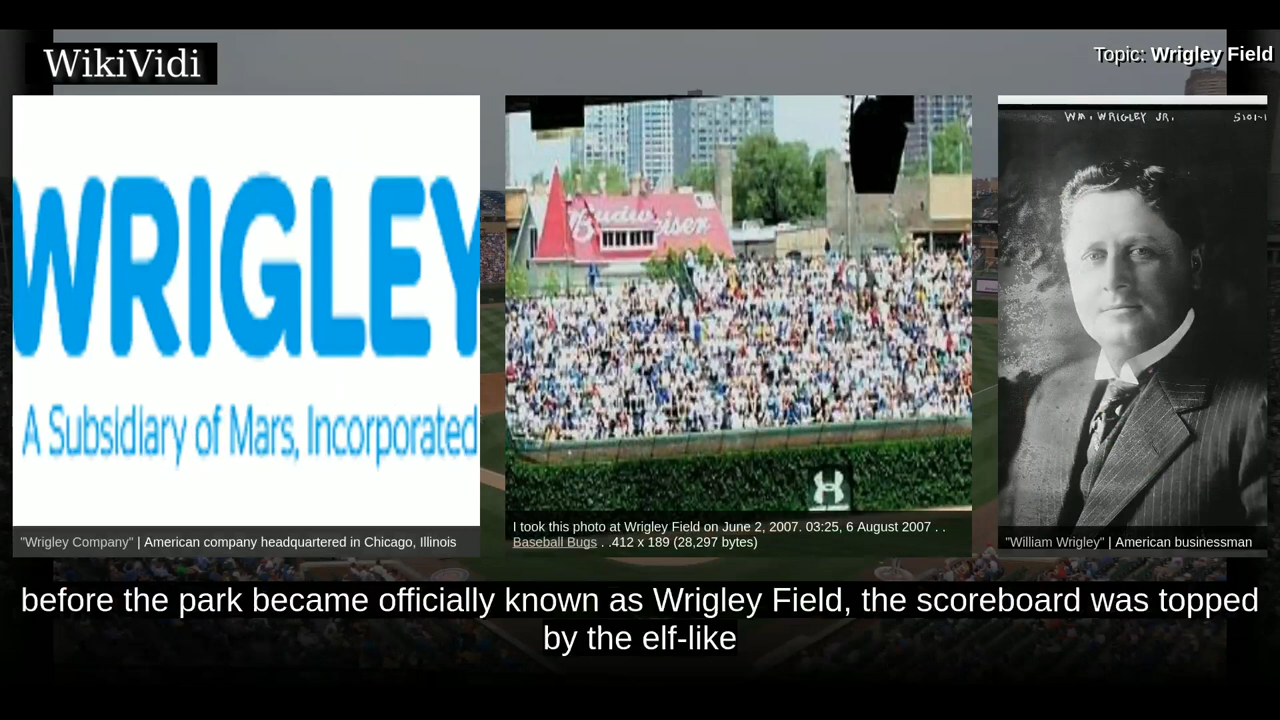 WikiVidi
Topic: Wrigley Field
WM. WRIGLEY JR.
WRIGLEY
A Subsidiary of Mars, Incorporated
Budweiser
"Wrigley Company" | American company headquartered in Chicago, Illinois
I took this photo at Wrigley Field on June 2, 2007. 03:25, 6 August 2007 . .
Baseball Bugs . .412 x 189 (28,297 bytes)
"William Wrigley" | American businessman
before the park became officially known as Wrigley Field, the scoreboard was topped
by the elf-like